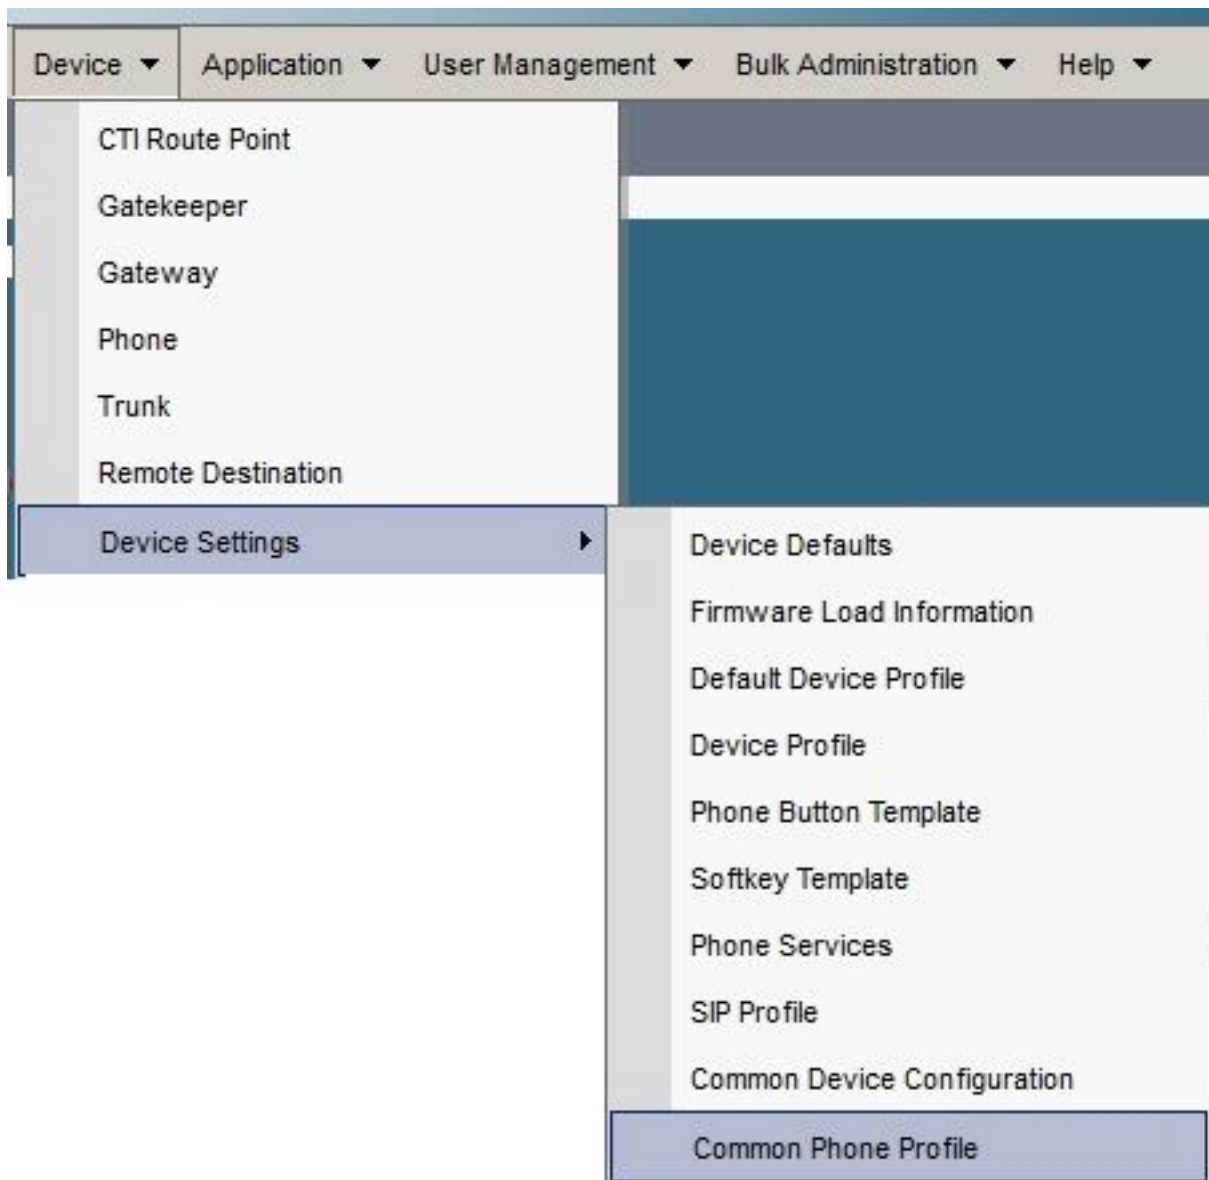 Device Application User Management Bulk Administration Help
CTI Route Point
Gatekeeper
Gateway
Phone
Trunk
Remote Destination
Device Settings
Device Defaults
Firmware Load Information
Default Device Profile
Device Profile
Phone Button Template
Softkey Template
Phone Services
SIP Profile
Common Device Configuration
Common Phone Profile